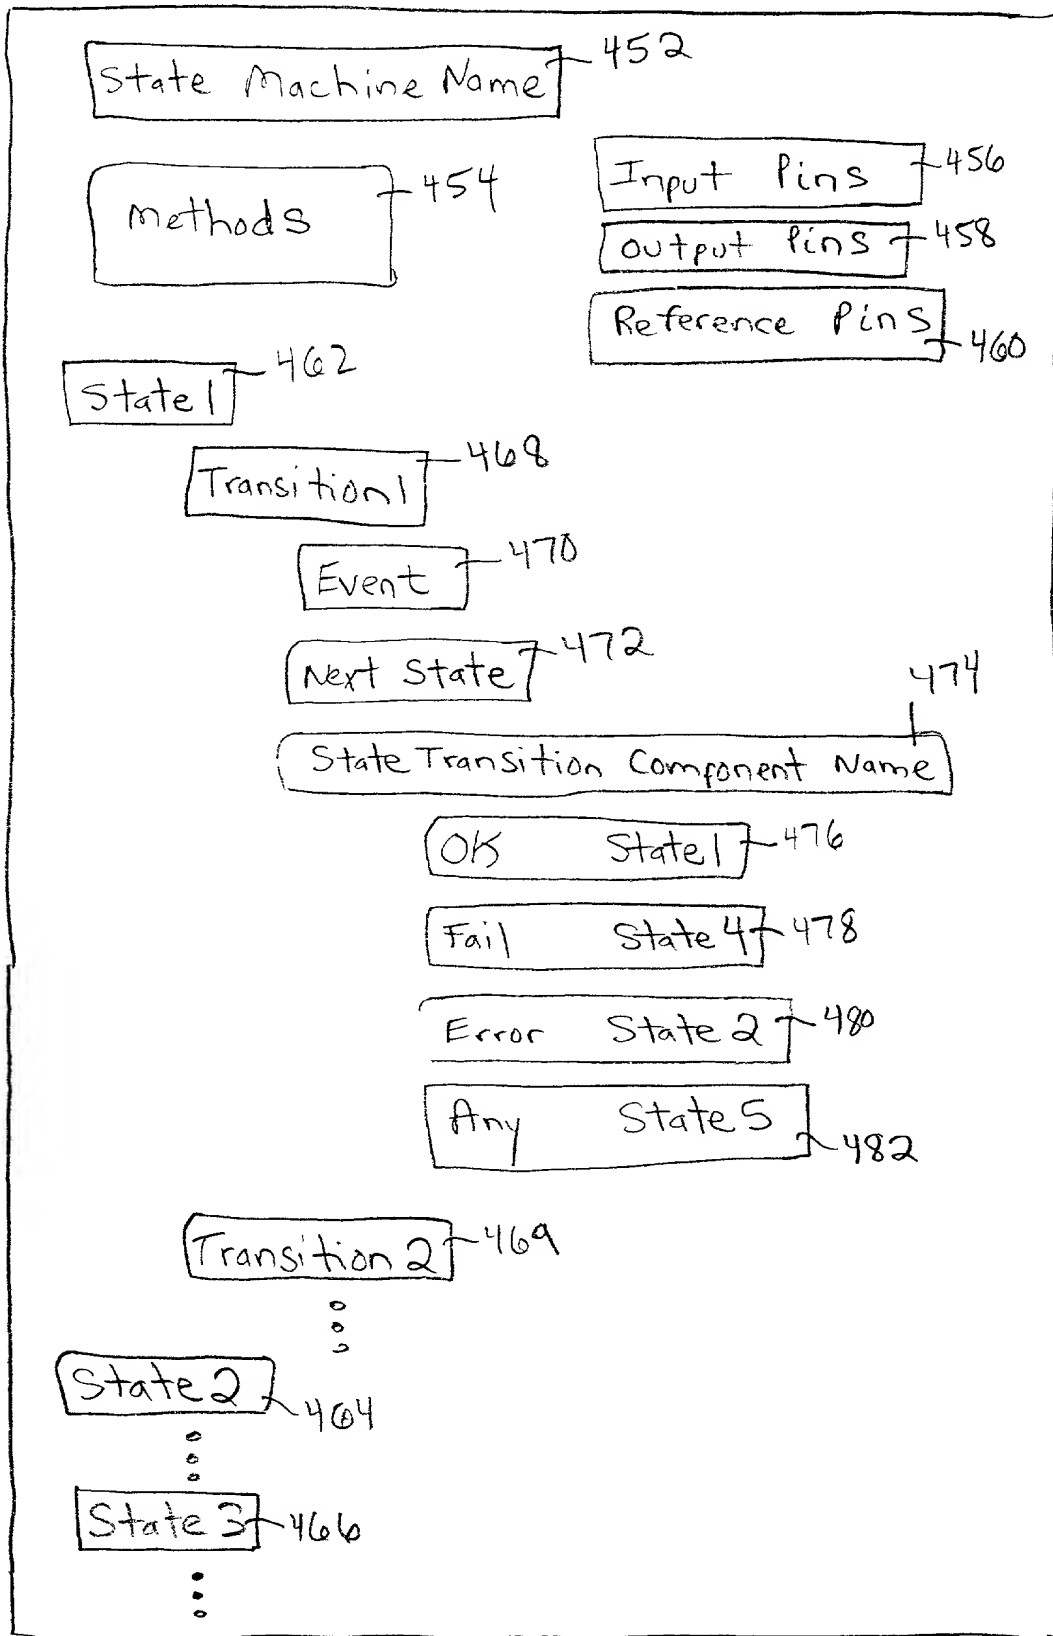 State Machine Name 452
Methods 454
Input Pins 456
Output Pins 458
Reference Pins 460
State 1 462
Transition 1 468
Event 470
Next State 472
474
State Transition Component Name
OK State 1 476
Fail State 4 478
Error State 2 480
Any State 5 482
Transition 2 469
State 2 464
State 3 466